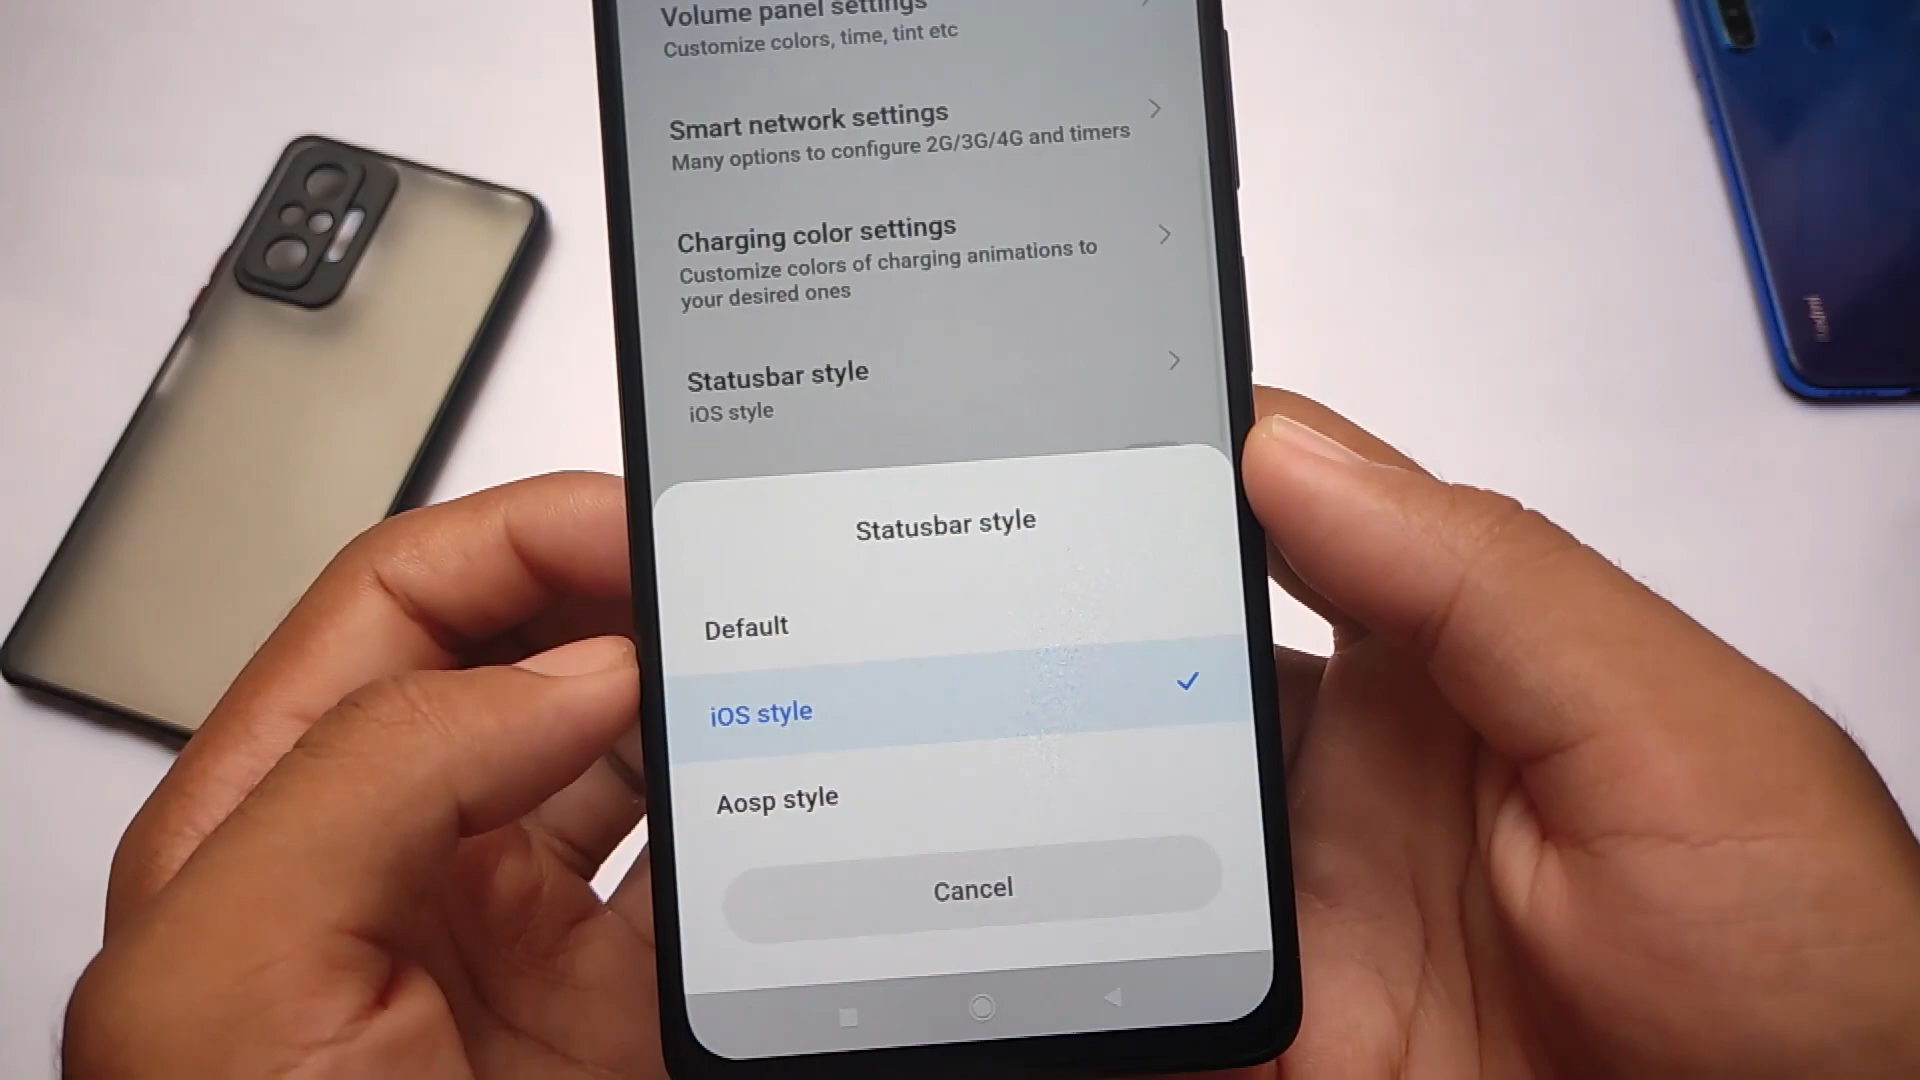 Volume panel settings
Customize colors, time, tint etc
Smart network settings
Many options to configure 2G/3G/4G and timers
Charging color settings
Customize colors of charging animations to
your desired ones
Statusbar style
iOS style
Statusbar style
Default
iOS style
Aosp style
Cancel
Redmi